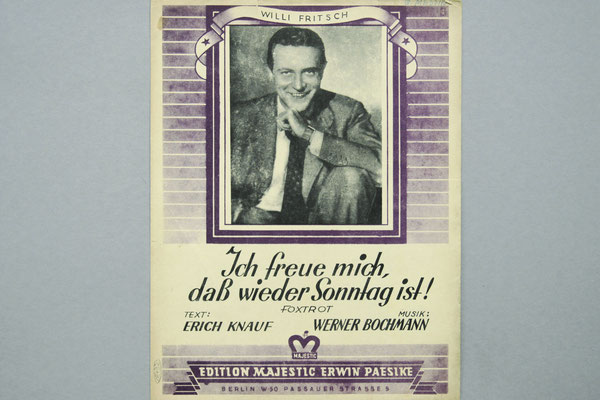 WILLI FRITSCH
Ich freue mich,
daß wieder Sonntag ist!
FOXTROT
TEXT:
ERICH KNAUF
MUSIK:
WERNER BOCHMANN
MAJESTIC
EDITION MAJESTIC ERWIN PAESIKE
BERLIN W50 PASSAUER STRASSE 5